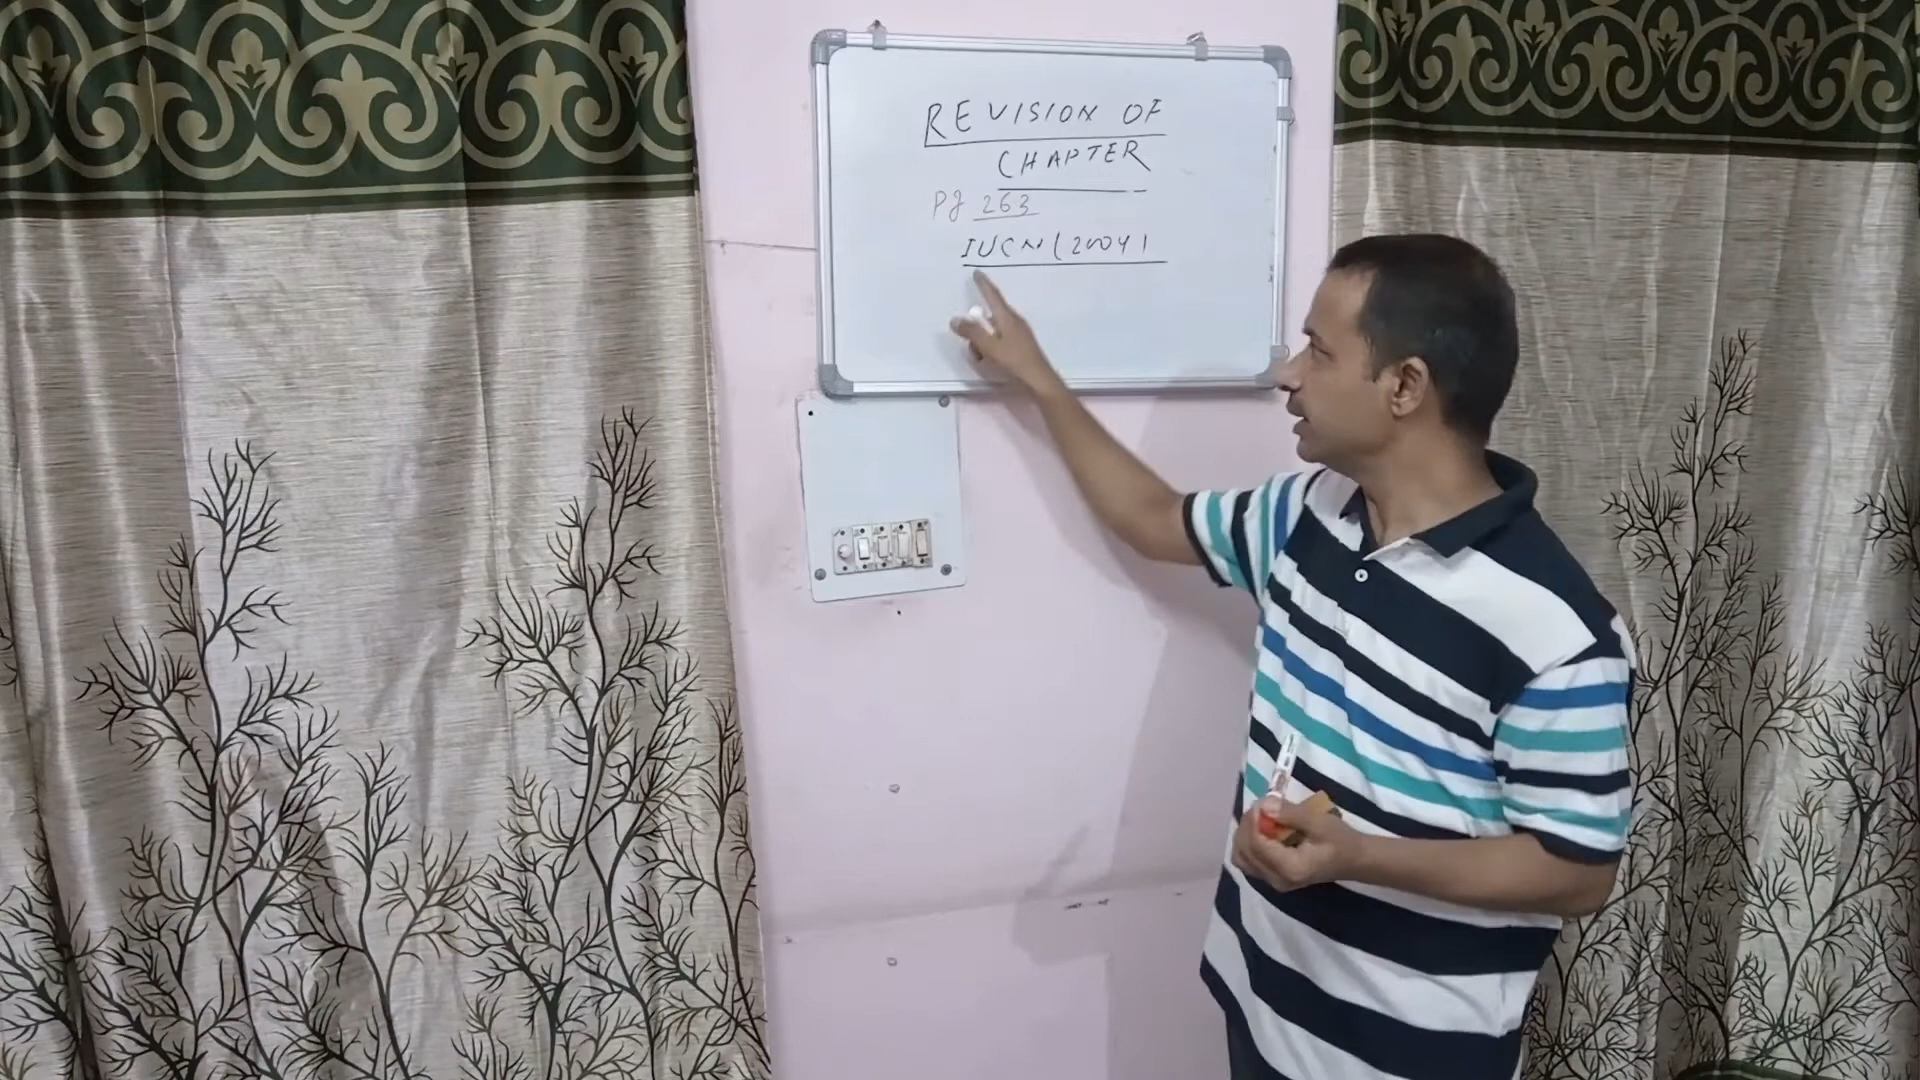 REVISION OF
CHAPTER
Pg 263
IUCN (2004)